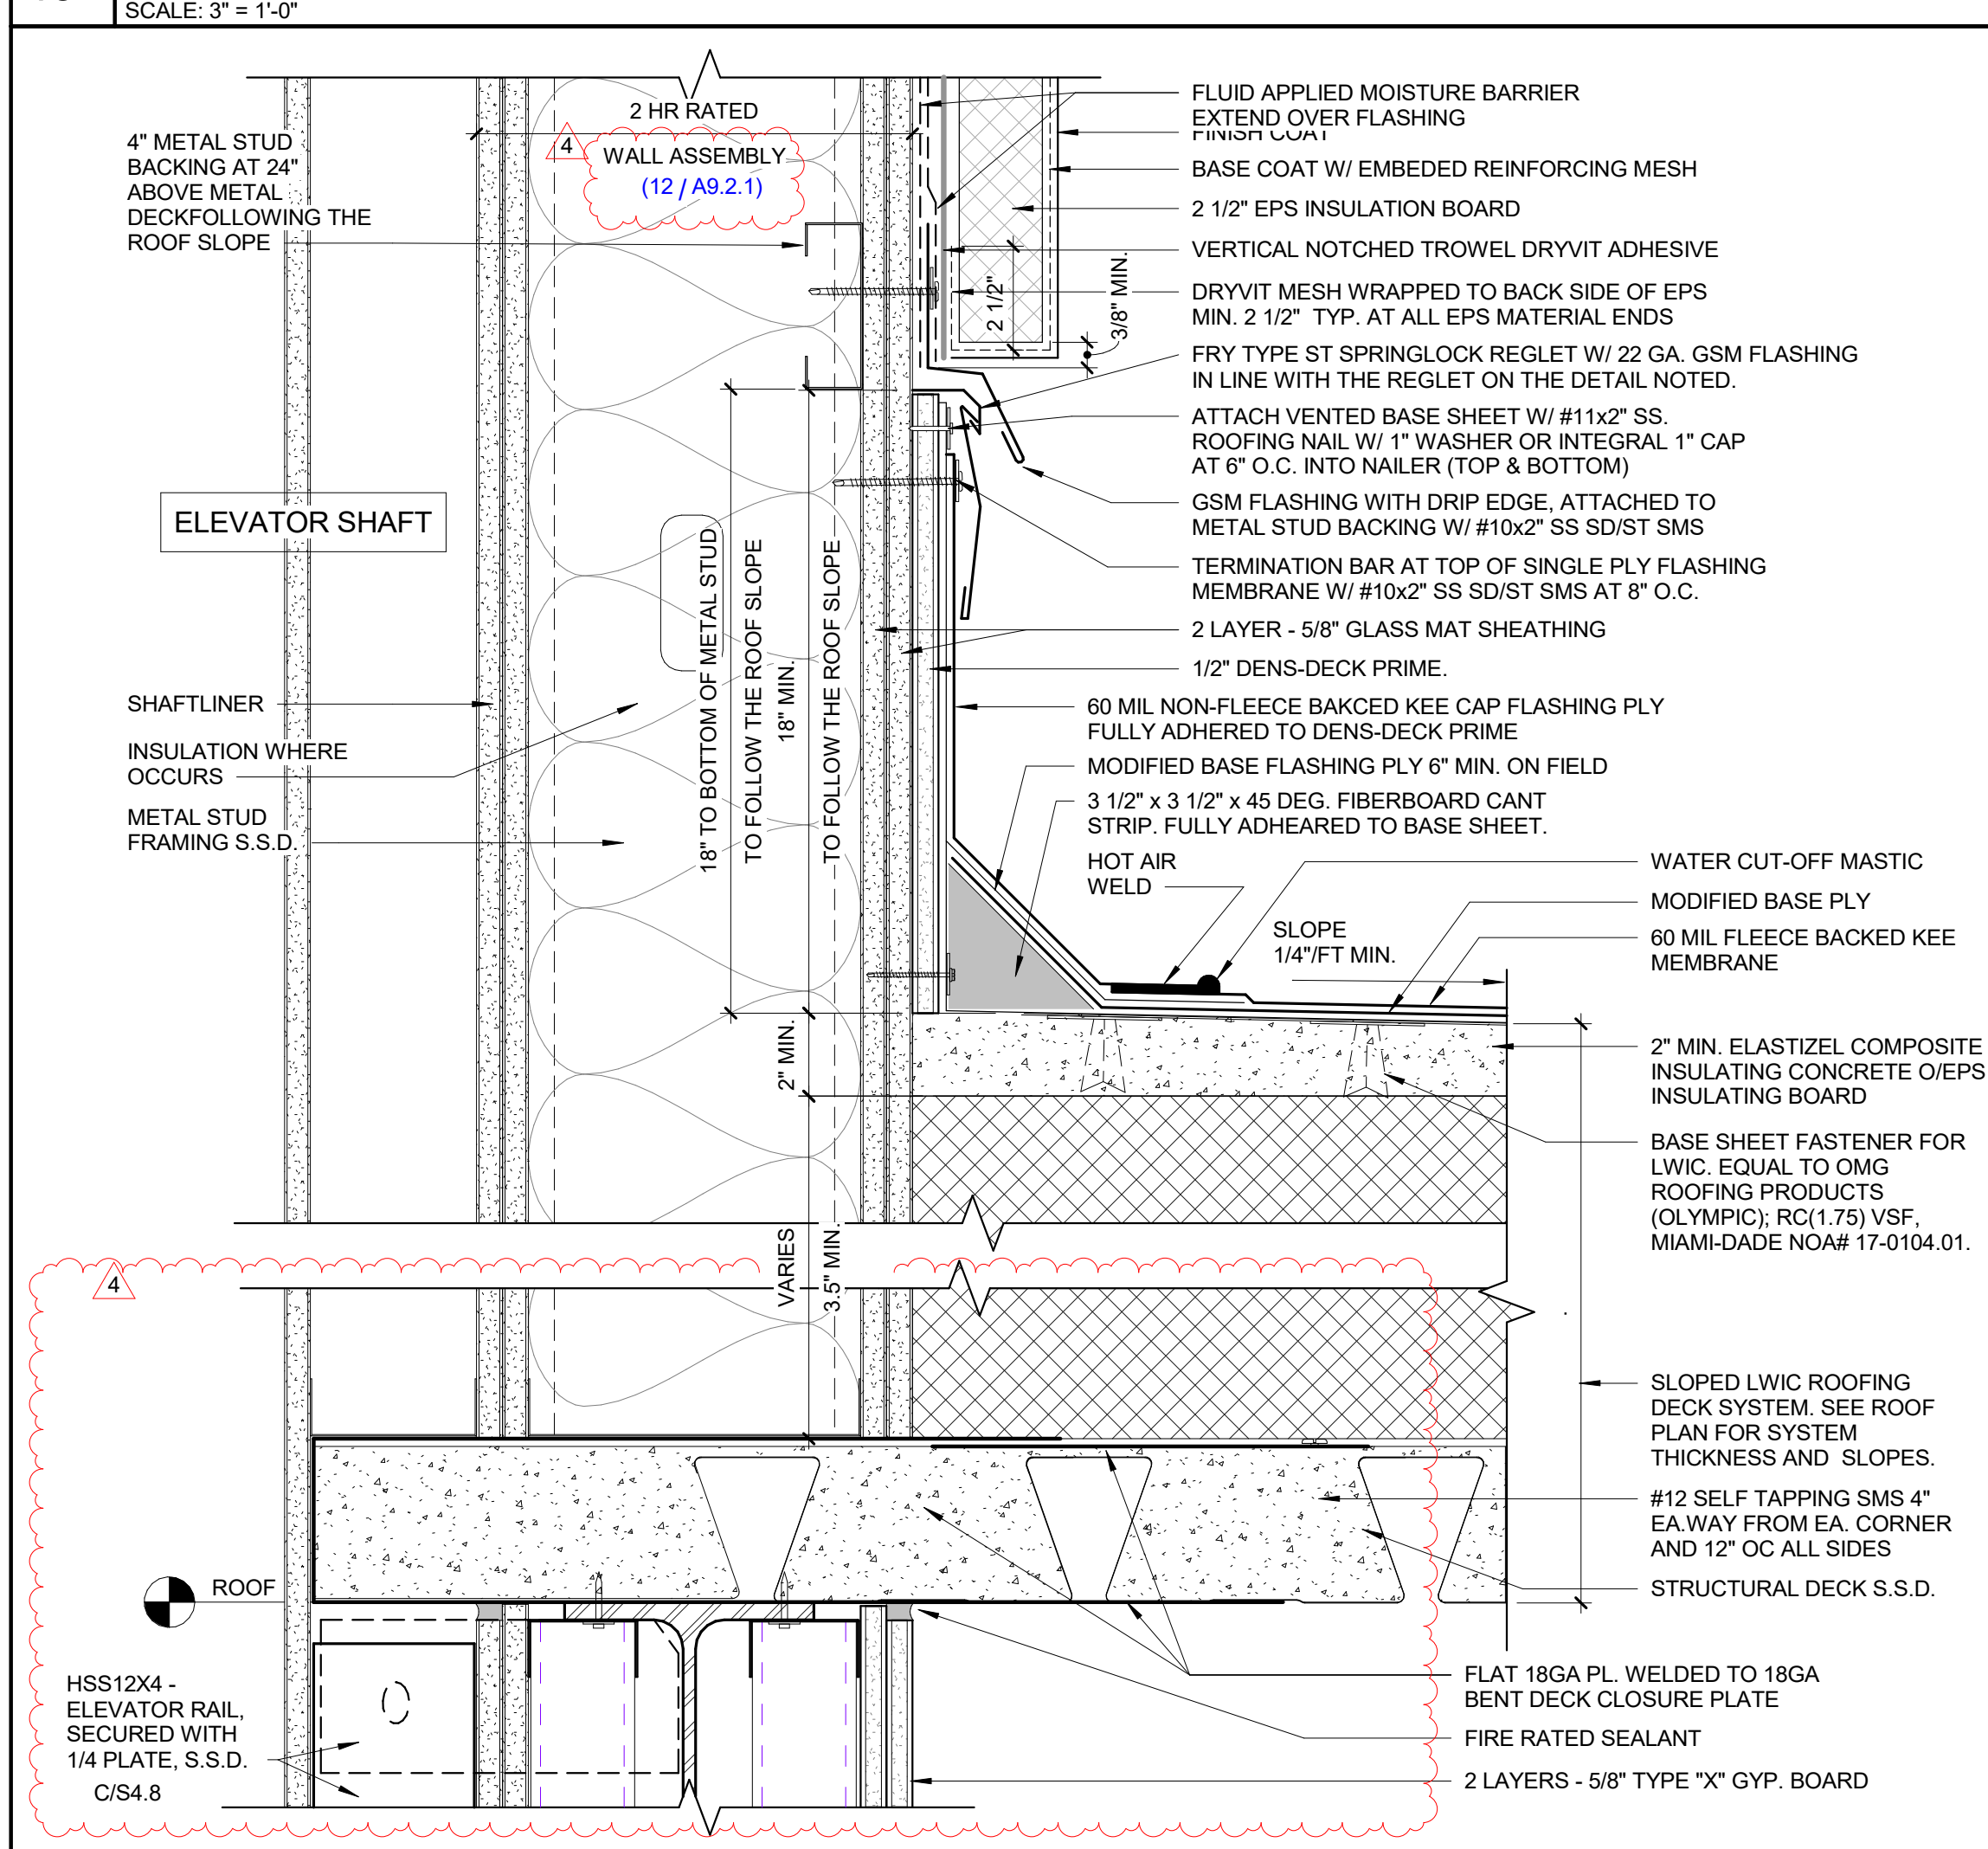 SCALE: 3" = 1'-0"
2 HR RATED
4
WALL ASSEMBLY
(12 / A9.2.1)
4" METAL STUD
BACKING AT 24"
ABOVE METAL
DECKFOLLOWING THE
ROOF SLOPE
ELEVATOR SHAFT
SHAFTLINER
INSULATION WHERE
OCCURS
METAL STUD
FRAMING S.S.D.
18" TO BOTTOM OF METAL STUD
TO FOLLOW THE ROOF SLOPE
18" MIN.
TO FOLLOW THE ROOF SLOPE
2 1/2"
3/8" MIN.
2" MIN.
VARIES
3.5" MIN.
FLUID APPLIED MOISTURE BARRIER
EXTEND OVER FLASHING
FINISH COAT
BASE COAT W/ EMBEDED REINFORCING MESH
2 1/2" EPS INSULATION BOARD
VERTICAL NOTCHED TROWEL DRYVIT ADHESIVE
DRYVIT MESH WRAPPED TO BACK SIDE OF EPS
MIN. 2 1/2" TYP. AT ALL EPS MATERIAL ENDS
FRY TYPE ST SPRINGLOCK REGLET W/ 22 GA. GSM FLASHING
IN LINE WITH THE REGLET ON THE DETAIL NOTED.
ATTACH VENTED BASE SHEET W/ #11x2" SS.
ROOFING NAIL W/ 1" WASHER OR INTEGRAL 1" CAP
AT 6" O.C. INTO NAILER (TOP & BOTTOM)
GSM FLASHING WITH DRIP EDGE, ATTACHED TO
METAL STUD BACKING W/ #10x2" SS SD/ST SMS
TERMINATION BAR AT TOP OF SINGLE PLY FLASHING
MEMBRANE W/ #10x2" SS SD/ST SMS AT 8" O.C.
2 LAYER - 5/8" GLASS MAT SHEATHING
1/2" DENS-DECK PRIME.
60 MIL NON-FLEECE BAKCED KEE CAP FLASHING PLY
FULLY ADHERED TO DENS-DECK PRIME
MODIFIED BASE FLASHING PLY 6" MIN. ON FIELD
3 1/2" x 3 1/2" x 45 DEG. FIBERBOARD CANT
STRIP. FULLY ADHEARED TO BASE SHEET.
HOT AIR
WELD
SLOPE
1/4"/FT MIN.
WATER CUT-OFF MASTIC
MODIFIED BASE PLY
60 MIL FLEECE BACKED KEE
MEMBRANE
2" MIN. ELASTIZEL COMPOSITE
INSULATING CONCRETE O/EPS
INSULATING BOARD
BASE SHEET FASTENER FOR
LWIC. EQUAL TO OMG
ROOFING PRODUCTS
(OLYMPIC); RC(1.75) VSF,
MIAMI-DADE NOA# 17-0104.01.
SLOPED LWIC ROOFING
DECK SYSTEM. SEE ROOF
PLAN FOR SYSTEM
THICKNESS AND SLOPES.
#12 SELF TAPPING SMS 4"
EA.WAY FROM EA. CORNER
AND 12" OC ALL SIDES
STRUCTURAL DECK S.S.D.
FLAT 18GA PL. WELDED TO 18GA
BENT DECK CLOSURE PLATE
FIRE RATED SEALANT
2 LAYERS - 5/8" TYPE "X" GYP. BOARD
4
ROOF
HSS12X4 -
ELEVATOR RAIL,
SECURED WITH
1/4 PLATE, S.S.D.
C/S4.8